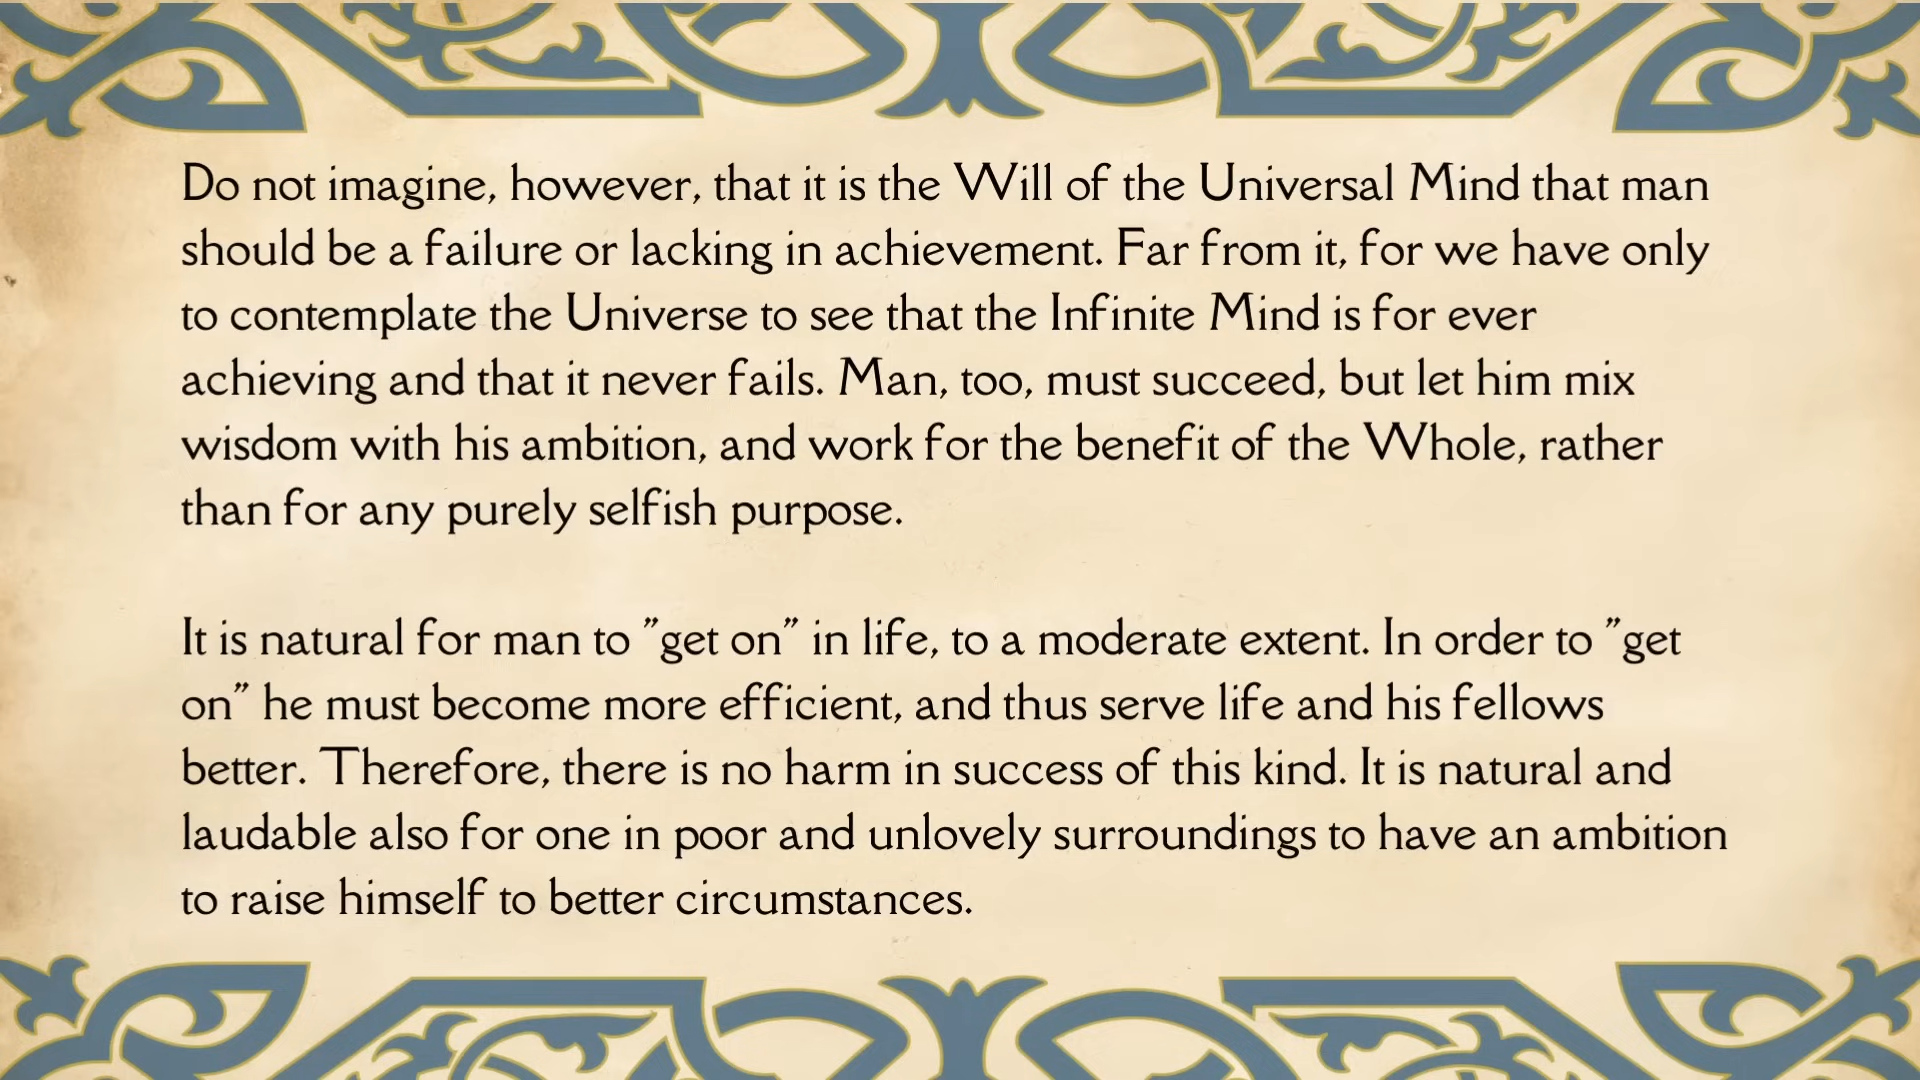 Do not imagine, however, that it is the Will of the Universal Mind that man
should be a failure or lacking in achievement. Far from it, for we have only
to contemplate the Universe to see that the Infinite Mind is for ever
achieving and that it never fails. Man, too, must succeed, but let him mix
wisdom with his ambition, and work for the benefit of the Whole, rather
than for any purely selfish purpose.
It is natural for man to "get on" in life, to a moderate extent. In order to "get
on" he must become more efficient, and thus serve life and his fellows
better. Therefore, there is no harm in success of this kind. It is natural and
laudable also for one in poor and unlovely surroundings to have an ambition
to raise himself to better circumstances.